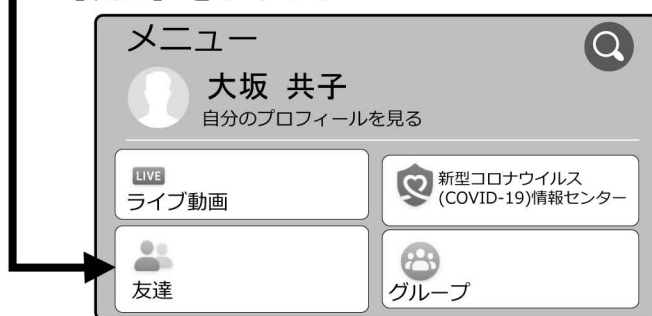 メニュー
大坂 共子
自分のプロフィールを見る
LIVE
ライブ動画
新型コロナウイルス
(COVID-19)情報センター
友達
グループ